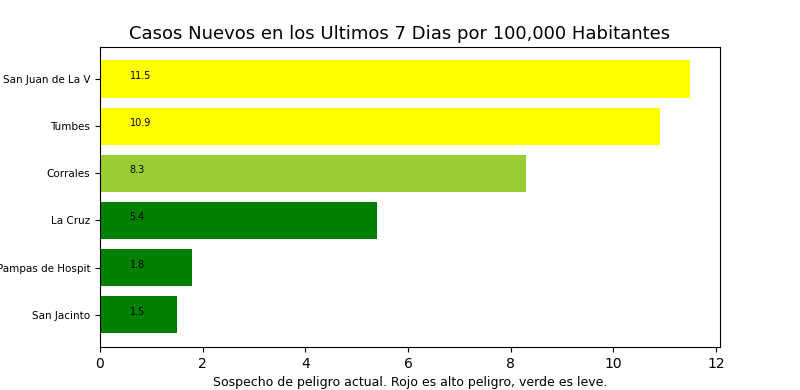 Casos Nuevos en los Ultimos 7 Dias por 100,000 Habitantes
San Juan de La V 11.5
Tumbes 10.9
Corrales 8.3
La Cruz 5.4
Pampas de Hospit 1.8
San Jacinto 1.5
0 2 4 6 8 10 12
Sospecho de peligro actual. Rojo es alto peligro, verde es leve.